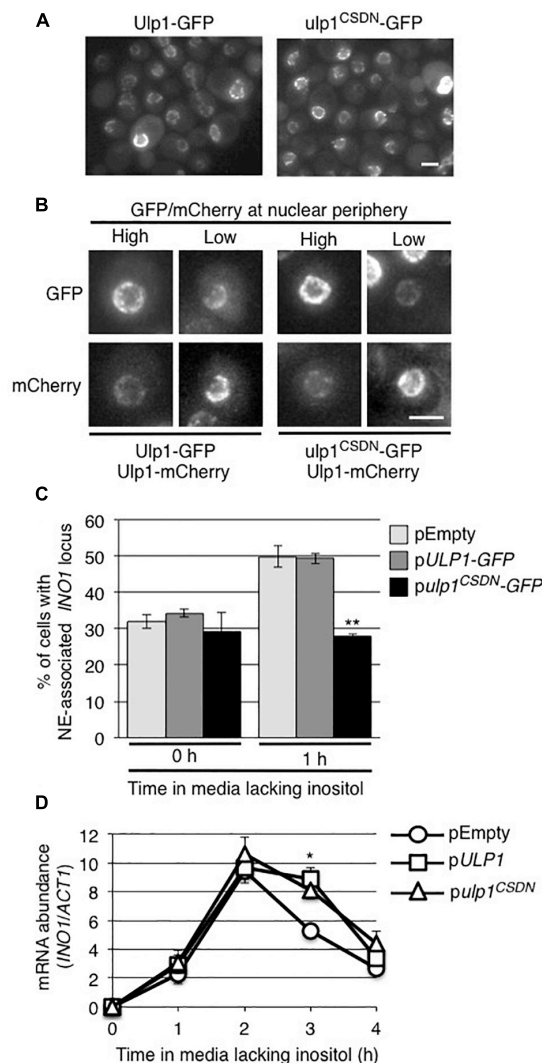 A
Ulp1-GFP
ulp1CSDN-GFP
B
GFP/mCherry at nuclear periphery
High Low High Low
GFP
mCherry
Ulp1-GFP
Ulp1-mCherry
ulp1CSDN-GFP
Ulp1-mCherry
C
% of cells with
NE-associated INO1 locus
60
50
40
30
20
10
0
**
pEmpty
pULP1-GFP
pulp1CSDN-GFP
0 h 1 h
Time in media lacking inositol
D
mRNA abundance
(INO1/ACT1)
12
10
8
6
4
2
0
*
pEmpty
pULP1
pulp1CSDN
0 1 2 3 4
Time in media lacking inositol (h)